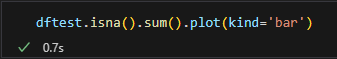 dftest.isna().sum().plot(kind='bar')
✓ 0.7s